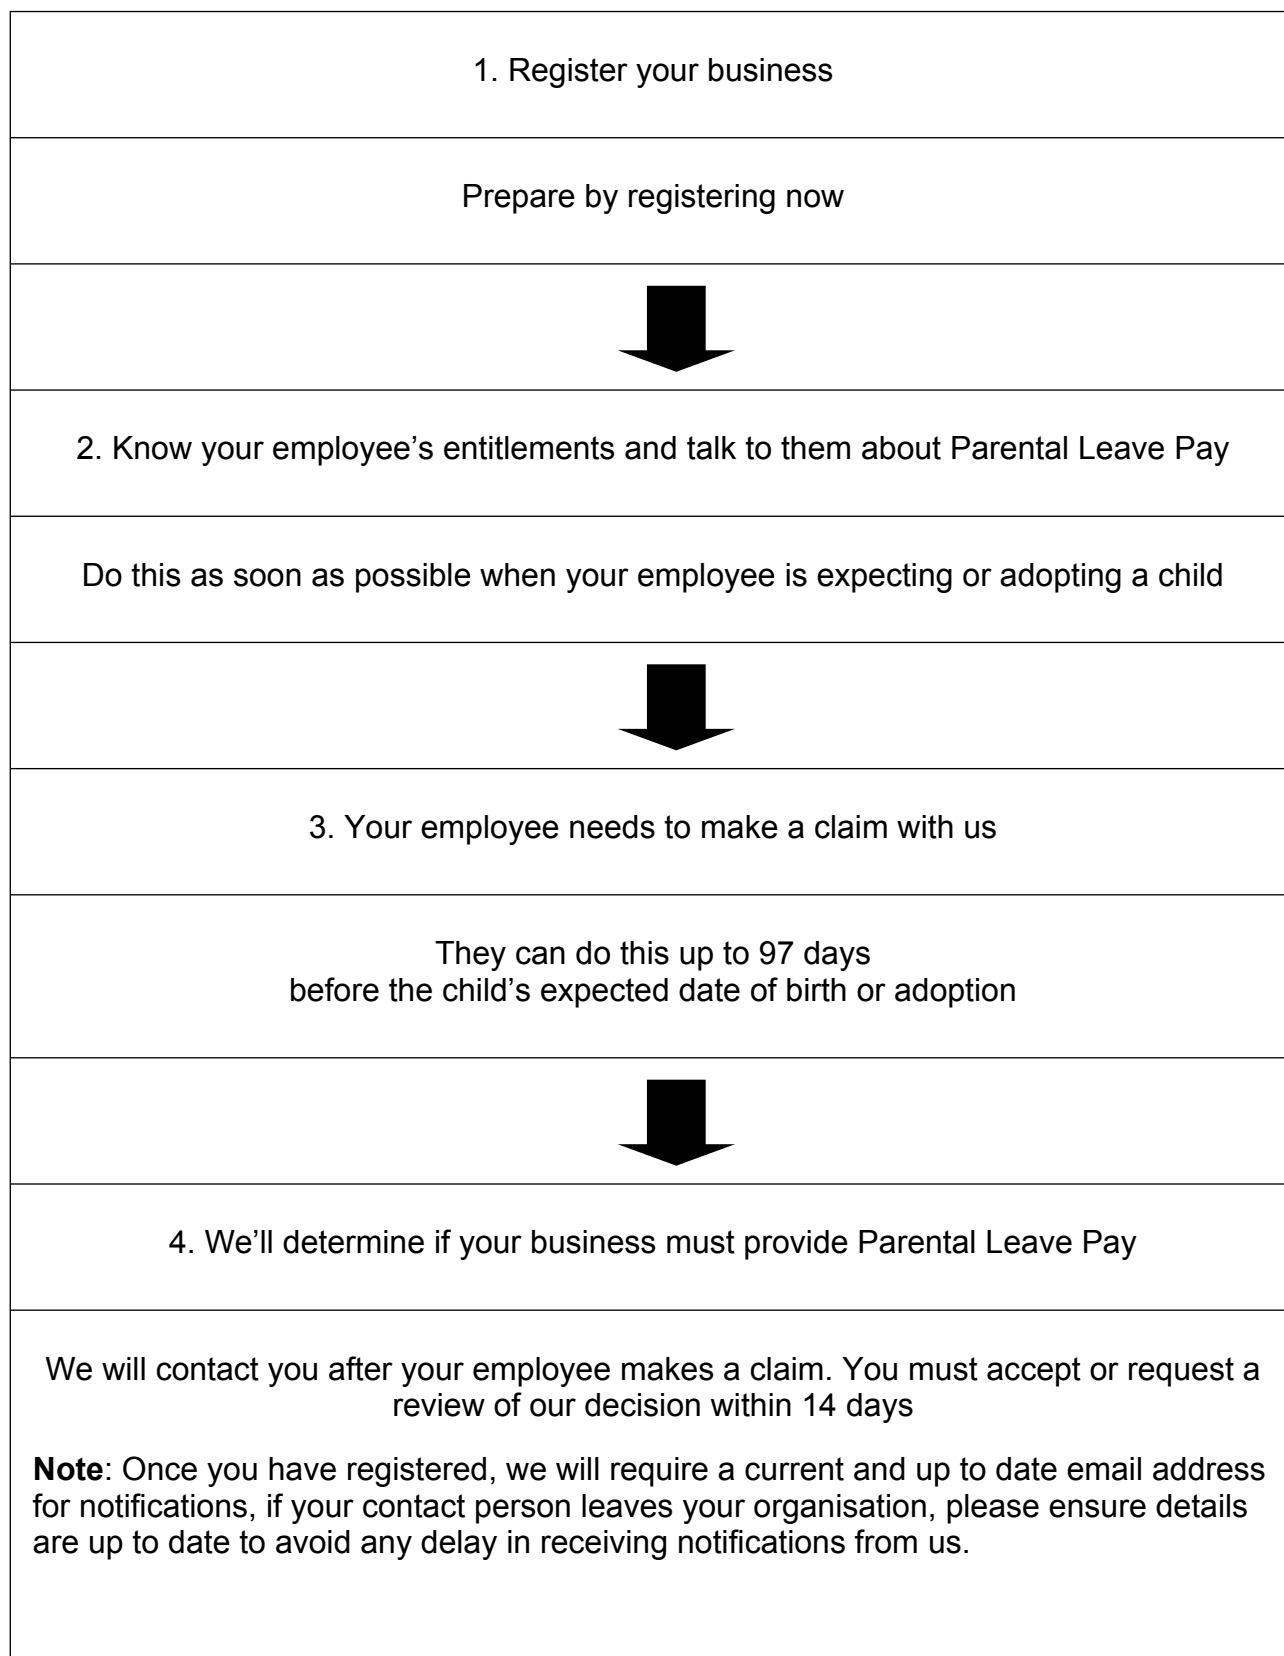 1. Register your business
Prepare by registering now
2. Know your employee’s entitlements and talk to them about Parental Leave Pay
Do this as soon as possible when your employee is expecting or adopting a child
3. Your employee needs to make a claim with us
They can do this up to 97 days
before the child’s expected date of birth or adoption
4. We’ll determine if your business must provide Parental Leave Pay
We will contact you after your employee makes a claim. You must accept or request a
review of our decision within 14 days
Note: Once you have registered, we will require a current and up to date email address
for notifications, if your contact person leaves your organisation, please ensure details
are up to date to avoid any delay in receiving notifications from us.